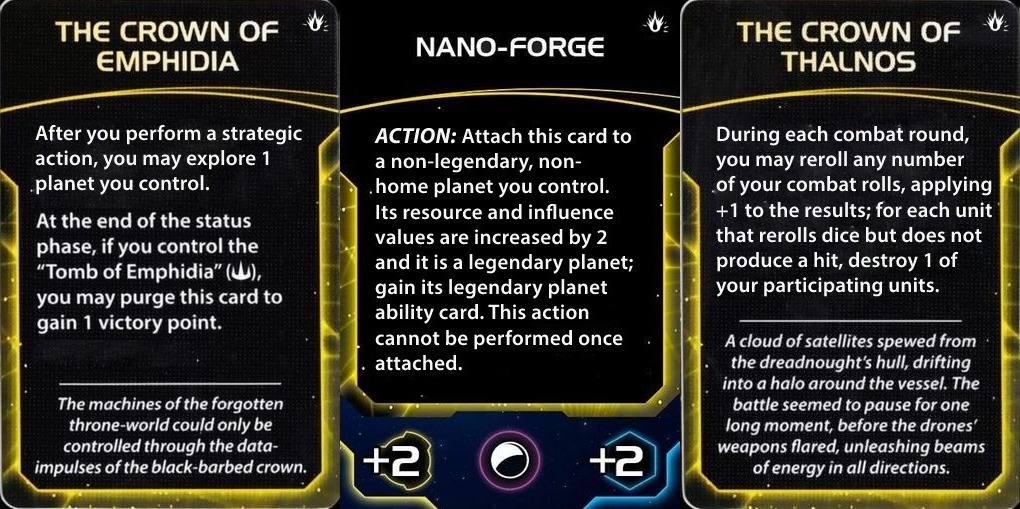 THE CROWN OF
EMPHIDIA
After you perform a strategic
action, you may explore 1
planet you control.
At the end of the status
phase, if you control the
“Tomb of Emphidia” (),
you may purge this card to
gain 1 victory point.
The machines of the forgotten
throne-world could only be
controlled through the data-
impulses of the black-barbed crown.
NANO-FORGE
ACTION: Attach this card to
a non-legendary, non-
home planet you control.
Its resource and influence
values are increased by 2
and it is a legendary planet;
gain its legendary planet
ability card. This action
cannot be performed once
attached.
+2
+2
THE CROWN OF
THALNOS
During each combat round,
you may reroll any number
of your combat rolls, applying
+1 to the results; for each unit
that rerolls dice but does not
produce a hit, destroy 1 of
your participating units.
A cloud of satellites spewed from
the dreadnought's hull, drifting
into a halo around the vessel. The
battle seemed to pause for one
long moment, before the drones'
weapons flared, unleashing beams
of energy in all directions.